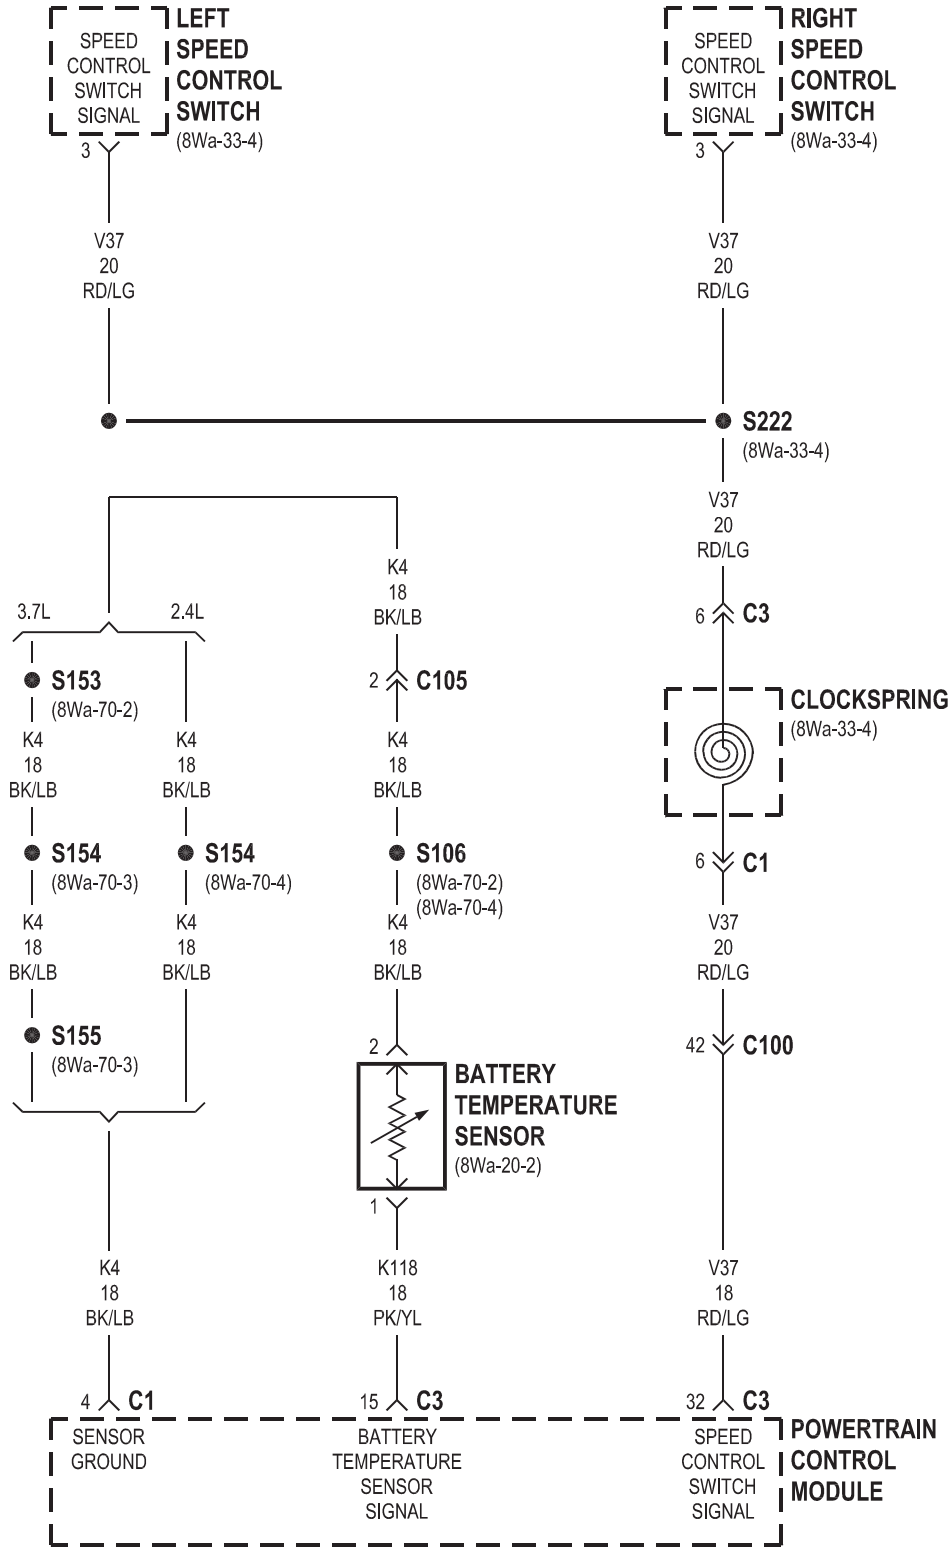 SPEED
CONTROL
SWITCH
SIGNAL
LEFT
SPEED
CONTROL
SWITCH
(8Wa-33-4)
SPEED
CONTROL
SWITCH
SIGNAL
RIGHT
SPEED
CONTROL
SWITCH
(8Wa-33-4)
3
3
V37
20
RD/LG
V37
20
RD/LG
S222
(8Wa-33-4)
V37
20
RD/LG
K4
18
BK/LB
3.7L
2.4L
6
C3
S153
(8Wa-70-2)
2
C105
CLOCKSPRING
(8Wa-33-4)
K4
18
BK/LB
K4
18
BK/LB
K4
18
BK/LB
S154
(8Wa-70-3)
S154
(8Wa-70-4)
S106
(8Wa-70-2)
(8Wa-70-4)
6
C1
K4
18
BK/LB
K4
18
BK/LB
K4
18
BK/LB
V37
20
RD/LG
S155
(8Wa-70-3)
2
42
C100
BATTERY
TEMPERATURE
SENSOR
(8Wa-20-2)
1
K4
18
BK/LB
K118
18
PK/YL
V37
18
RD/LG
4
C1
15
C3
32
C3
SENSOR
GROUND
BATTERY
TEMPERATURE
SENSOR
SIGNAL
SPEED
CONTROL
SWITCH
SIGNAL
POWERTRAIN
CONTROL
MODULE